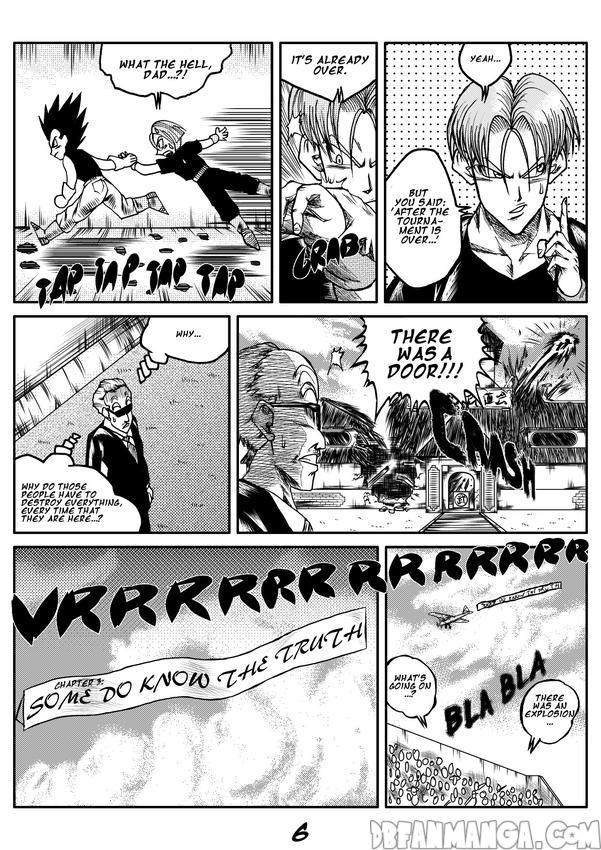 WHAT THE HELL,
DAD...?!
TAP TAP TAP TAP
IT'S ALREADY
OVER.
GRAB
YEAH...
BUT
YOU SAID:
'AFTER THE
TOURNA-
MENT IS
OVER...'
WHY...
WHY DO THOSE
PEOPLE HAVE TO
DESTROY EVERYTHING,
EVERY TIME THAT
THEY ARE HERE...?
THERE
WAS A
DOOR!!!
CRASH
VRRRRRRRRRRRRRR
CHAPTER 3:
SOME DO KNOW THE TRUTH
WHAT'S
GOING ON
...?
BLA BLA
THERE
WAS AN
EXPLOSION
...
6
DBFANMANGA.COM